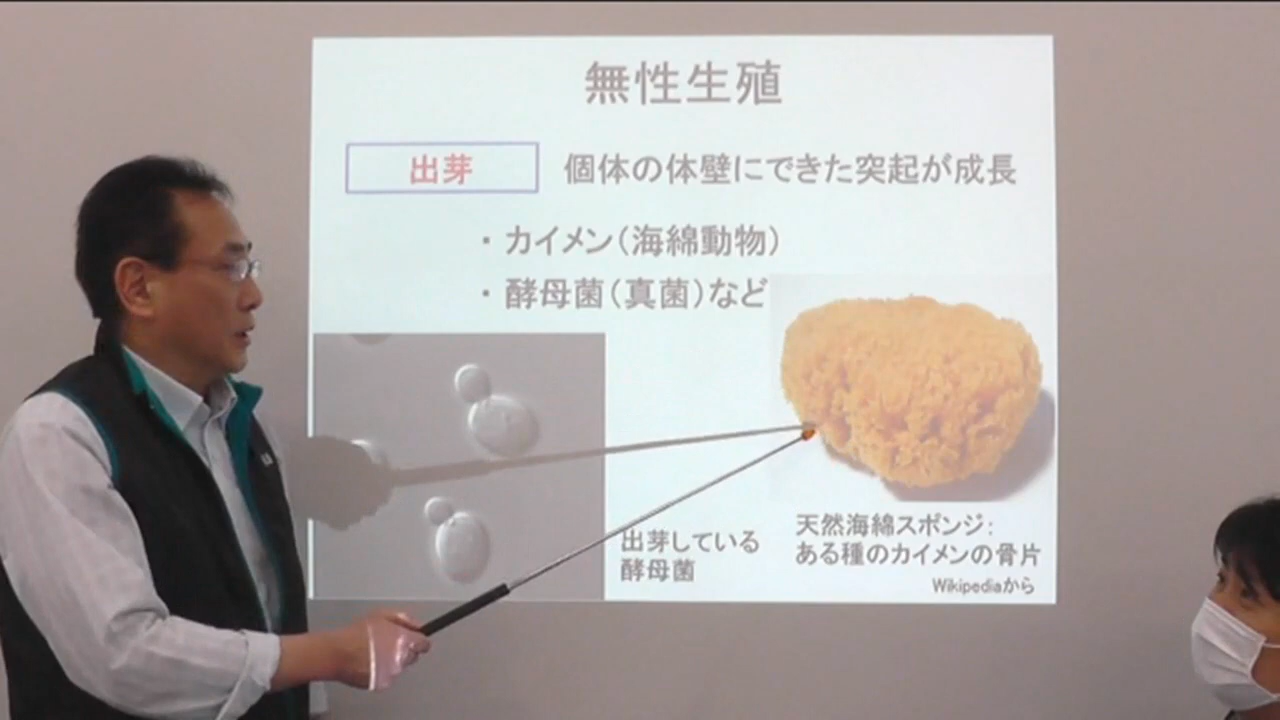 無性生殖
出芽 個体の体壁にできた突起が成長
・カイメン（海綿動物）
・酵母菌（真菌）など
出芽している
酵母菌
天然海綿スポンジ：
ある種のカイメンの骨片
Wikipediaから